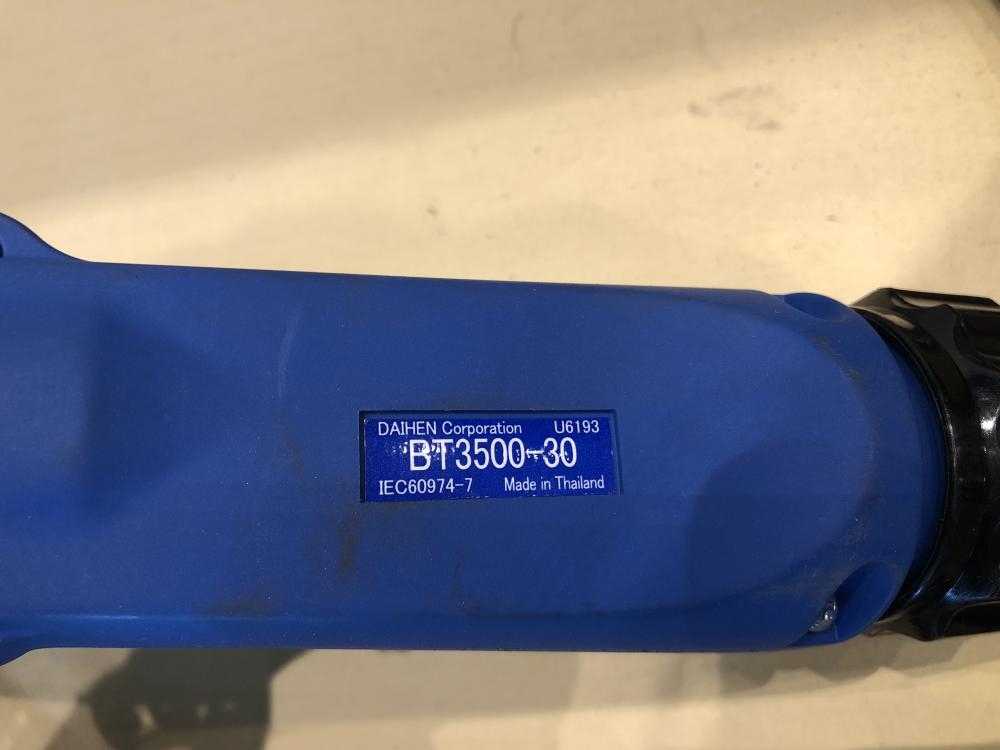 DAIHEN Corporation U6193
BT3500-30
IEC60974-7 Made in Thailand